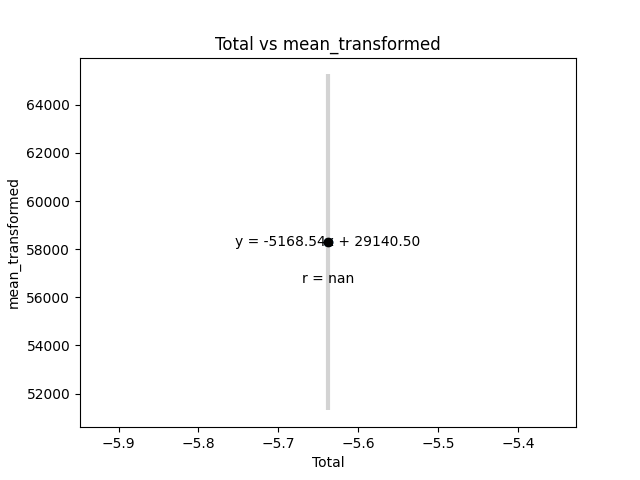 Total vs mean_transformed
mean_transformed
64000
62000
60000
58000
56000
54000
52000
y = -5168.54x + 29140.50
r = nan
−5.9
−5.8
−5.7
−5.6
−5.5
−5.4
Total